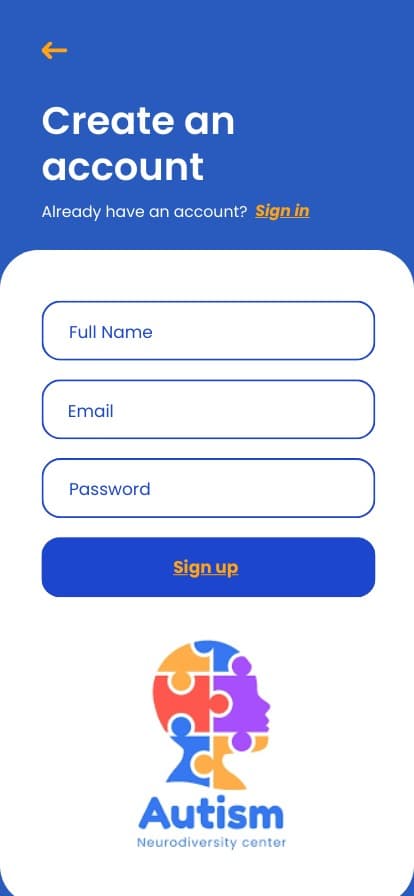 Create an
account
Already have an account? Sign in
Full Name
Email
Password
Sign up
Autism
Neurodiversity center